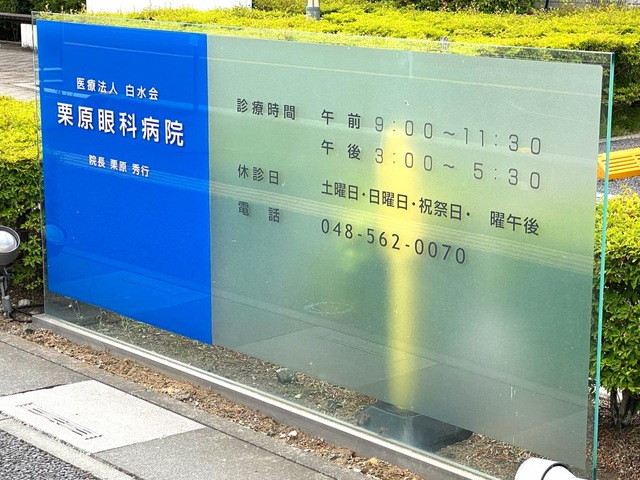 医療法人 白水会
栗原眼科病院
院長 栗原 秀行
診療時間 午前 9:00〜11:30
午後 3:00〜 5:30
休診日 土曜日・日曜日・祝祭日・ 曜午後
電話 048-562-0070